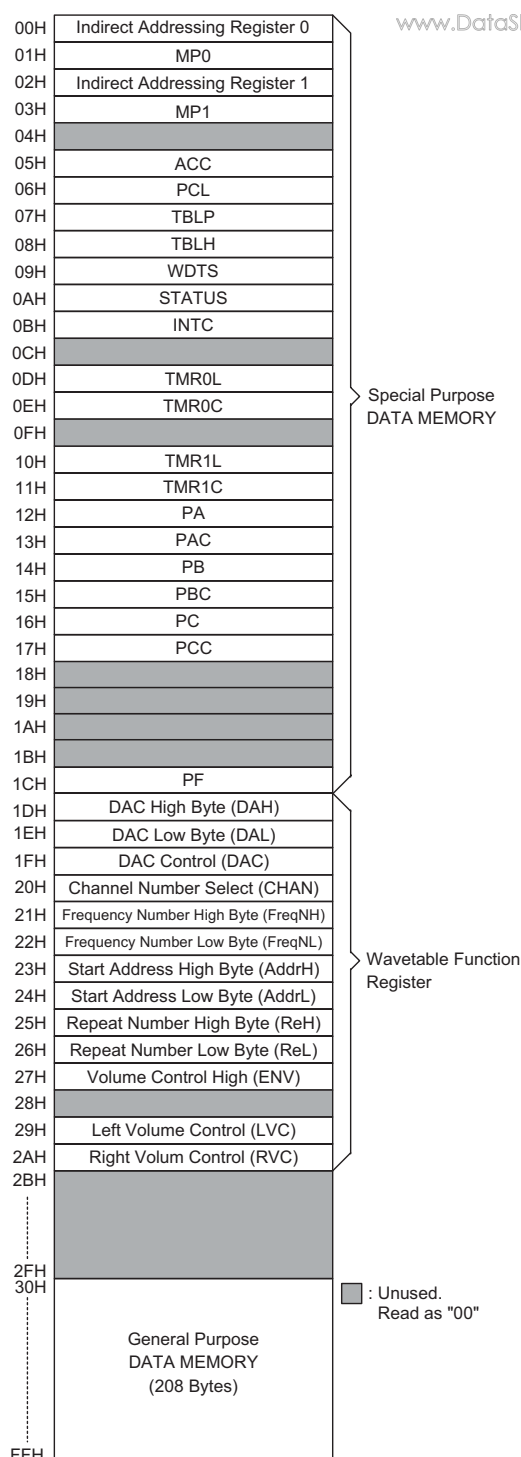 www.DataS
00H Indirect Addressing Register 0
01H MP0
02H Indirect Addressing Register 1
03H MP1
04H
05H ACC
06H PCL
07H TBLP
08H TBLH
09H WDTS
0AH STATUS
0BH INTC
0CH
0DH TMR0L
0EH TMR0C
0FH
10H TMR1L
11H TMR1C
12H PA
13H PAC
14H PB
15H PBC
16H PC
17H PCC
18H
19H
1AH
1BH
1CH PF
Special Purpose
DATA MEMORY
1DH DAC High Byte (DAH)
1EH DAC Low Byte (DAL)
1FH DAC Control (DAC)
20H Channel Number Select (CHAN)
21H Frequency Number High Byte (FreqNH)
22H Frequency Number Low Byte (FreqNL)
23H Start Address High Byte (AddrH)
24H Start Address Low Byte (AddrL)
25H Repeat Number High Byte (ReH)
26H Repeat Number Low Byte (ReL)
27H Volume Control High (ENV)
28H
29H Left Volume Control (LVC)
2AH Right Volum Control (RVC)
Wavetable Function
Register
2BH
2FH
30H
: Unused.
Read as "00"
General Purpose
DATA MEMORY
(208 Bytes)
FFH